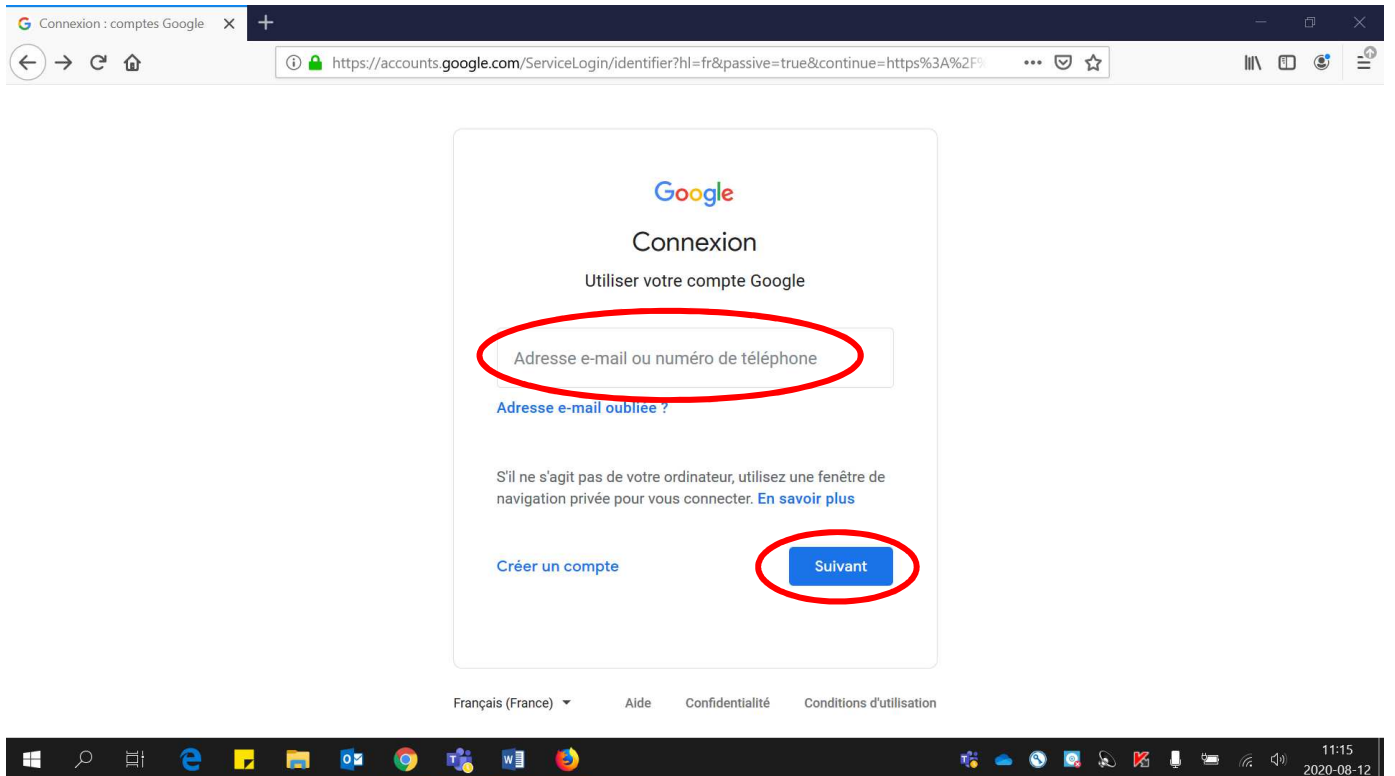 Connexion : comptes Google
https://accounts.google.com/ServiceLogin/identifier?hl=fr&passive=true&continue=https%3A%2F%
Google
Connexion
Utiliser votre compte Google
Adresse e-mail ou numéro de téléphone
Adresse e-mail oubliée ?
S'il ne s'agit pas de votre ordinateur, utilisez une fenêtre de
navigation privée pour vous connecter. En savoir plus
Créer un compte
Suivant
Français (France)
Aide
Confidentialité
Conditions d'utilisation
11:15
2020-08-12